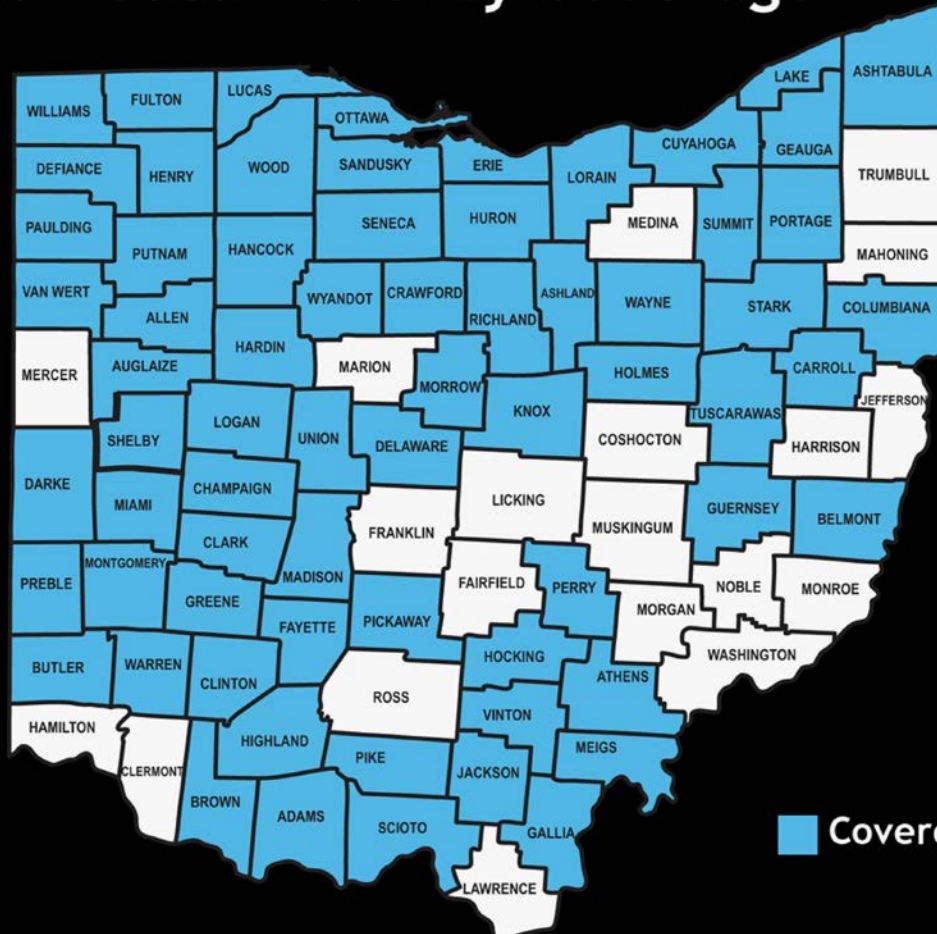 LAKE
ASHTABULA
WILLIAMS
FULTON
LUCAS
OTTAWA
CUYAHOGA
GEAUGA
DEFIANCE
HENRY
WOOD
SANDUSKY
ERIE
LORAIN
TRUMBULL
PAULDING
SENECA
HURON
MEDINA
SUMMIT
PORTAGE
PUTNAM
HANCOCK
MAHONING
VAN WERT
WYANDOT
CRAWFORD
ASHLAND
WAYNE
STARK
COLUMBIANA
ALLEN
RICHLAND
HARDIN
MERCER
AUGLAIZE
MARION
MORROW
HOLMES
CARROLL
JEFFERSON
LOGAN
KNOX
TUSCARAWAS
SHELBY
UNION
DELAWARE
COSHOCTON
HARRISON
DARKE
CHAMPAIGN
MIAMI
LICKING
GUERNSEY
BELMONT
FRANKLIN
MUSKINGUM
CLARK
MONTGOMERY
PREBLE
MADISON
FAIRFIELD
PERRY
NOBLE
MONROE
GREENE
MORGAN
FAYETTE
PICKAWAY
WASHINGTON
HOCKING
BUTLER
WARREN
CLINTON
ATHENS
ROSS
VINTON
HAMILTON
HIGHLAND
MEIGS
PIKE
CLERMONT
JACKSON
BROWN
ADAMS
SCIOTO
GALLIA
LAWRENCE